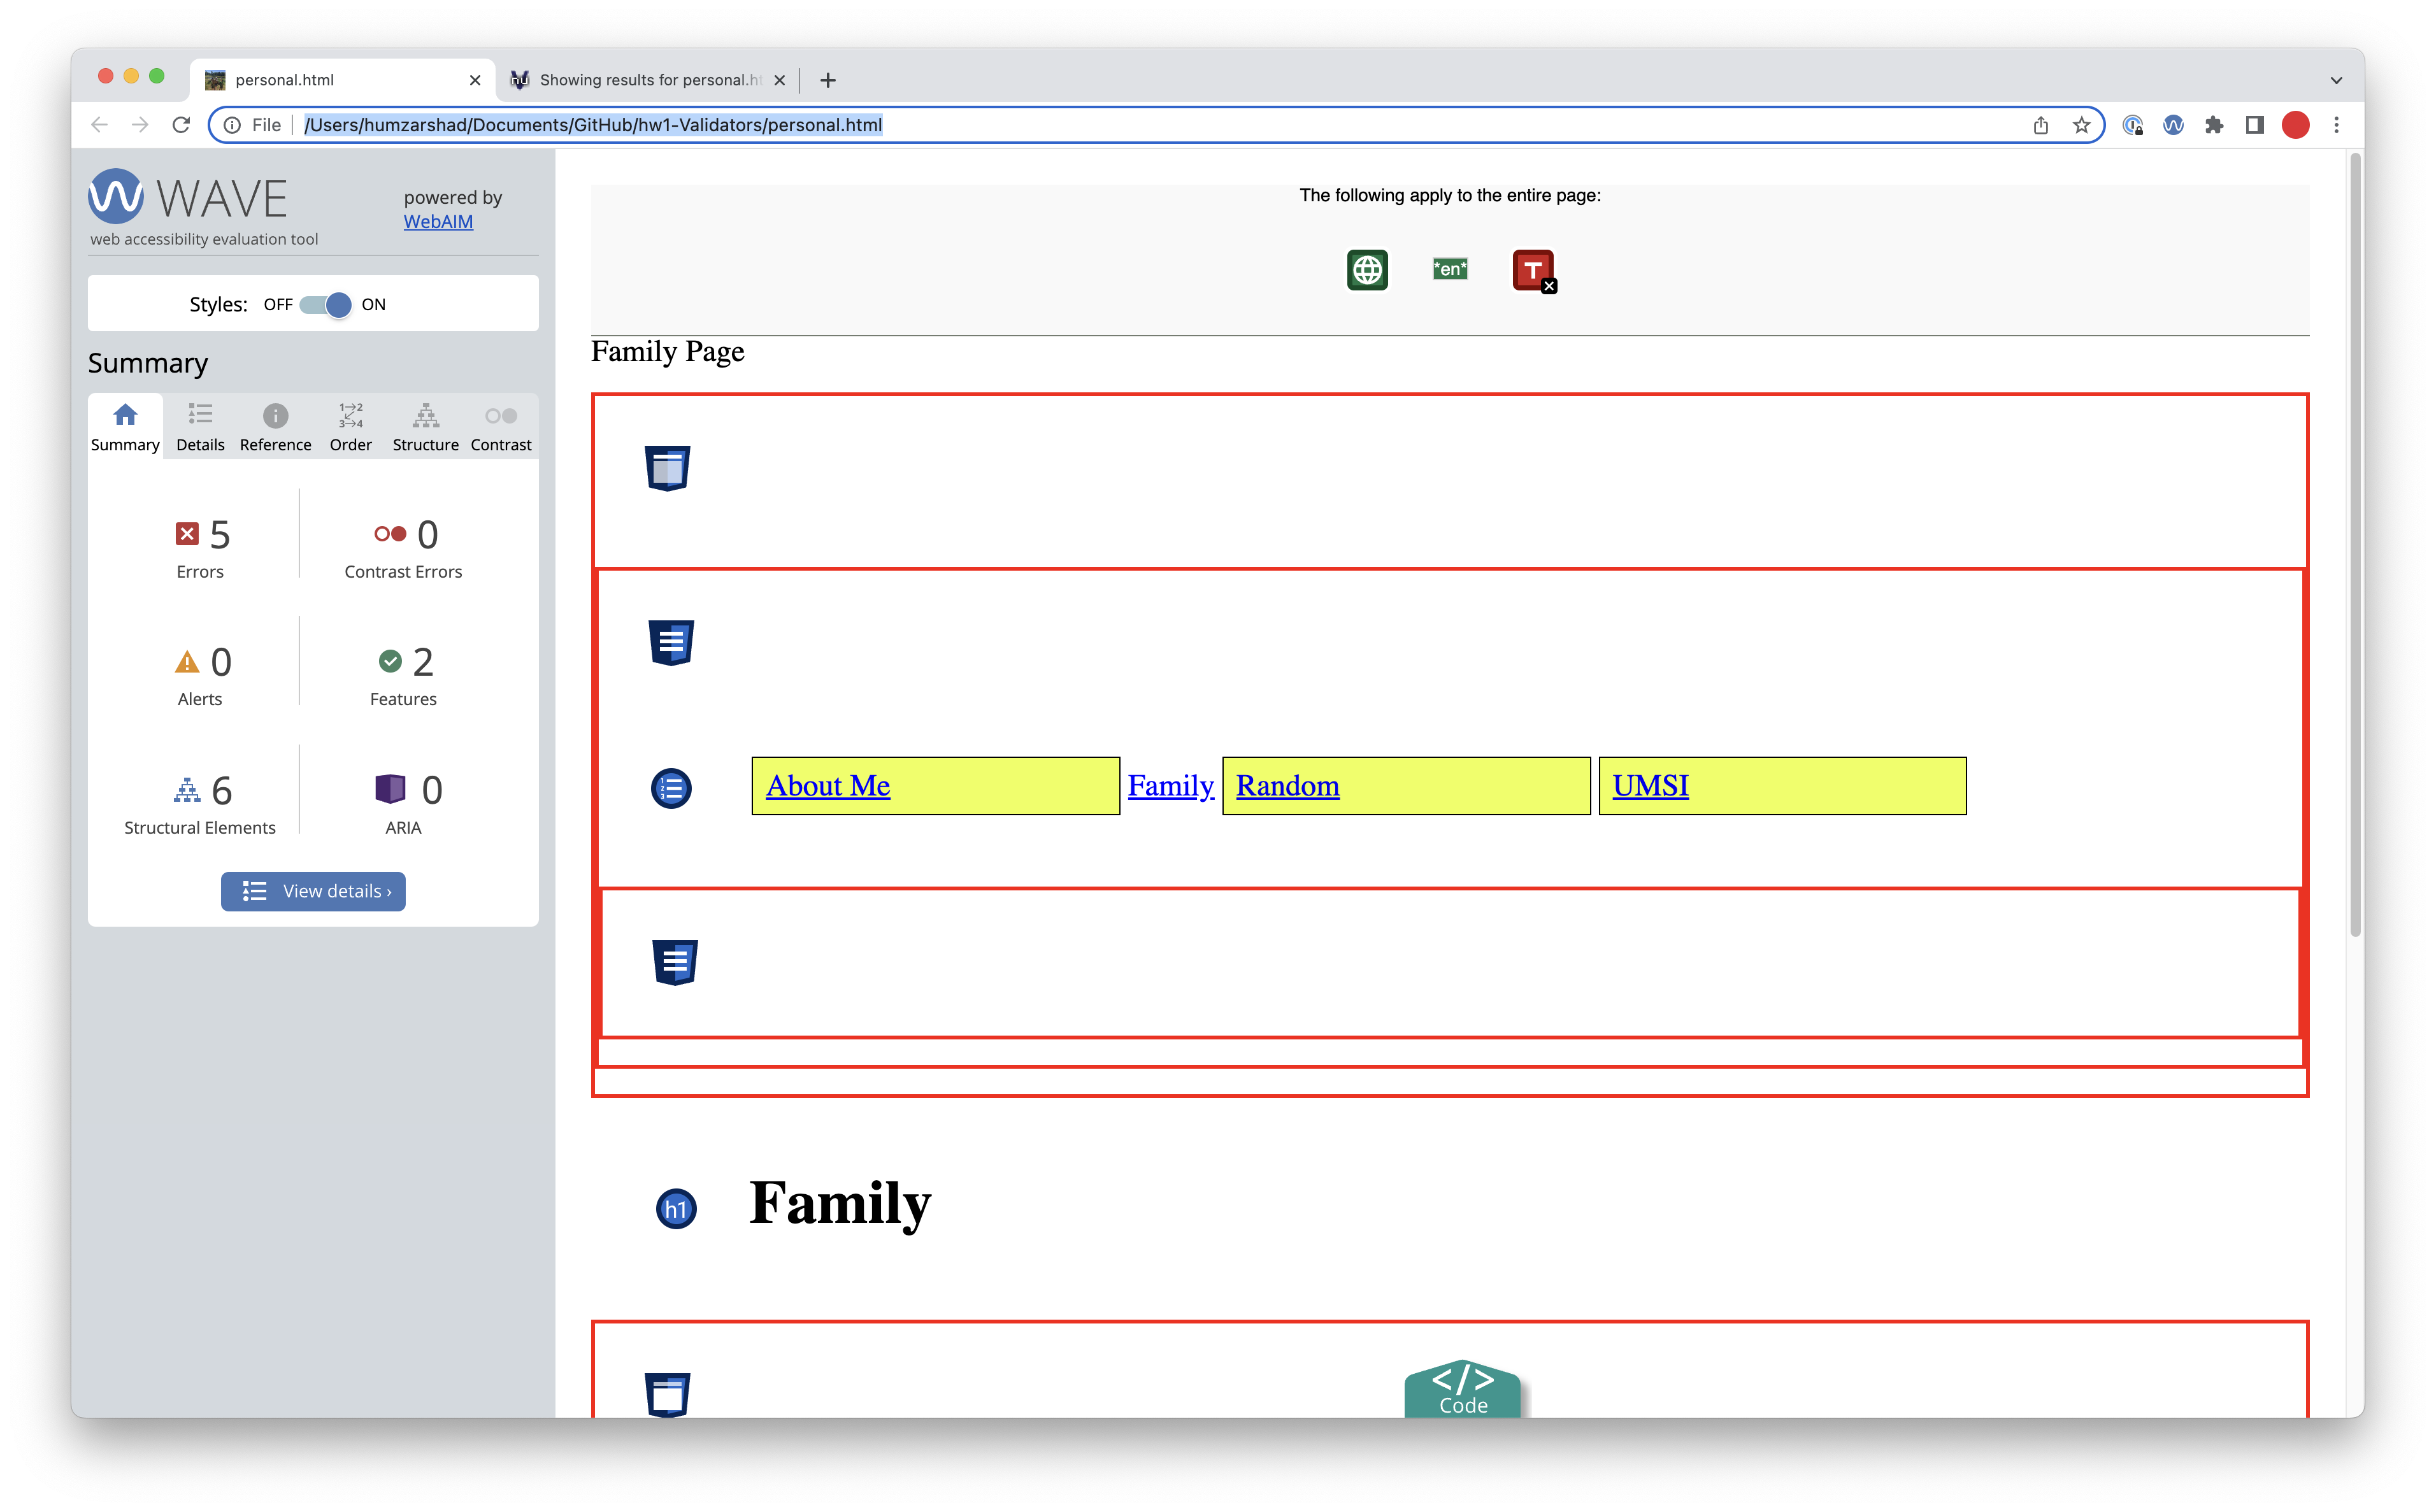 personal.html
Showing results for personal.ht
File /Users/humzarshad/Documents/GitHub/hw1-Validators/personal.html
WAVE
powered by
WebAIM
web accessibility evaluation tool
Styles: OFF ON
Summary
Summary Details Reference Order Structure Contrast
5 0
Errors Contrast Errors
0 2
Alerts Features
6 0
Structural Elements ARIA
View details ›
The following apply to the entire page:
*en* T
Family Page
About Me Family Random UMSI
h1 Family
</>
Code